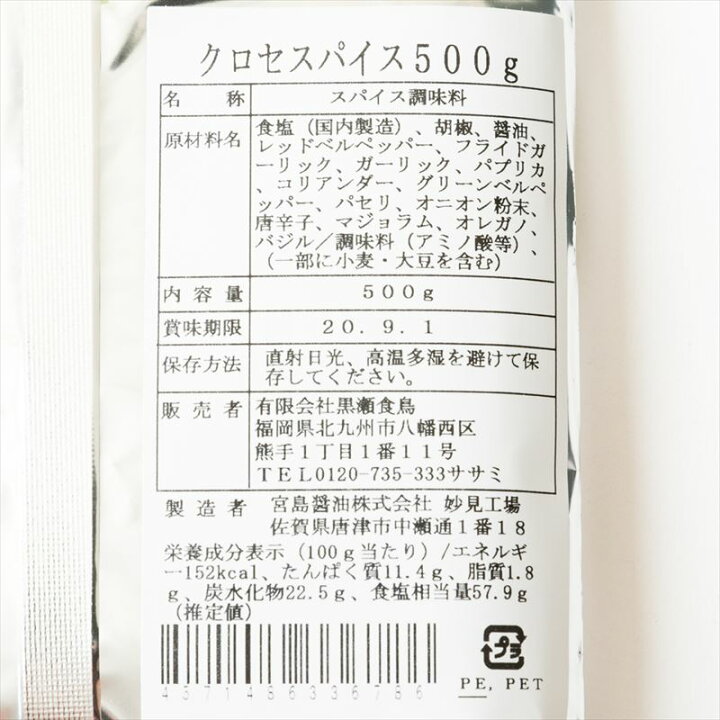 クロセスパイス500g
名称 スパイス調味料
原材料名 食塩（国内製造）、胡椒、醤油、
レッドベルペッパー、フライドガ
ーリック、ガーリック、パプリカ
、コリアンダー、グリーンベルペ
ッパー、パセリ、オニオン粉末、
唐辛子、マジョラム、オレガノ、
バジル／調味料（アミノ酸等）、
（一部に小麦・大豆を含む）
内容量 500g
賞味期限 20.9.1
保存方法 直射日光、高温多湿を避けて保
存してください。
販売者 有限会社黒瀬食鳥
福岡県北九州市八幡西区
熊手1丁目1番11号
TEL0120-735-333ササミ
製造者 宮島醤油株式会社 妙見工場
佐賀県唐津市中瀬通1番18
栄養成分表示（100g当たり）/エネルギ
ー152kcal、たんぱく質11.4g、脂質1.8
g、炭水化物22.5g、食塩相当量57.9g
（推定値）
4571486336786
プラ
PE, PET